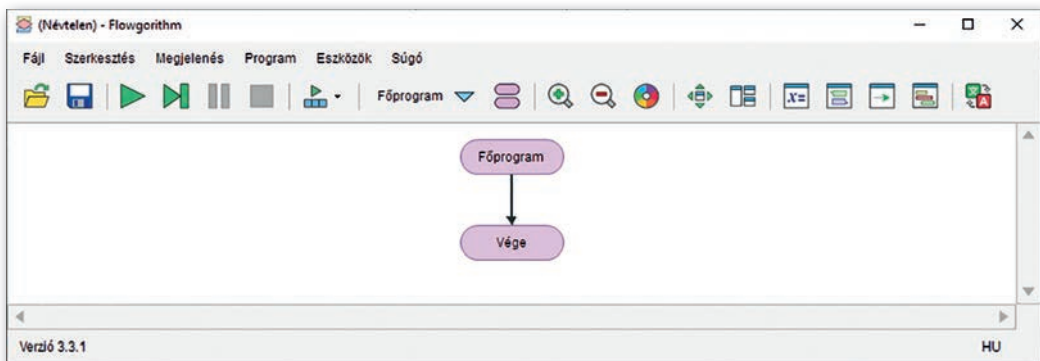 (Névtelen) - Flowgorithm
Fájl Szerkesztés Megjelenés Program Eszközök Súgó
Főprogram
x=
A
Főprogram
Vége
Verzió 3.3.1 HU